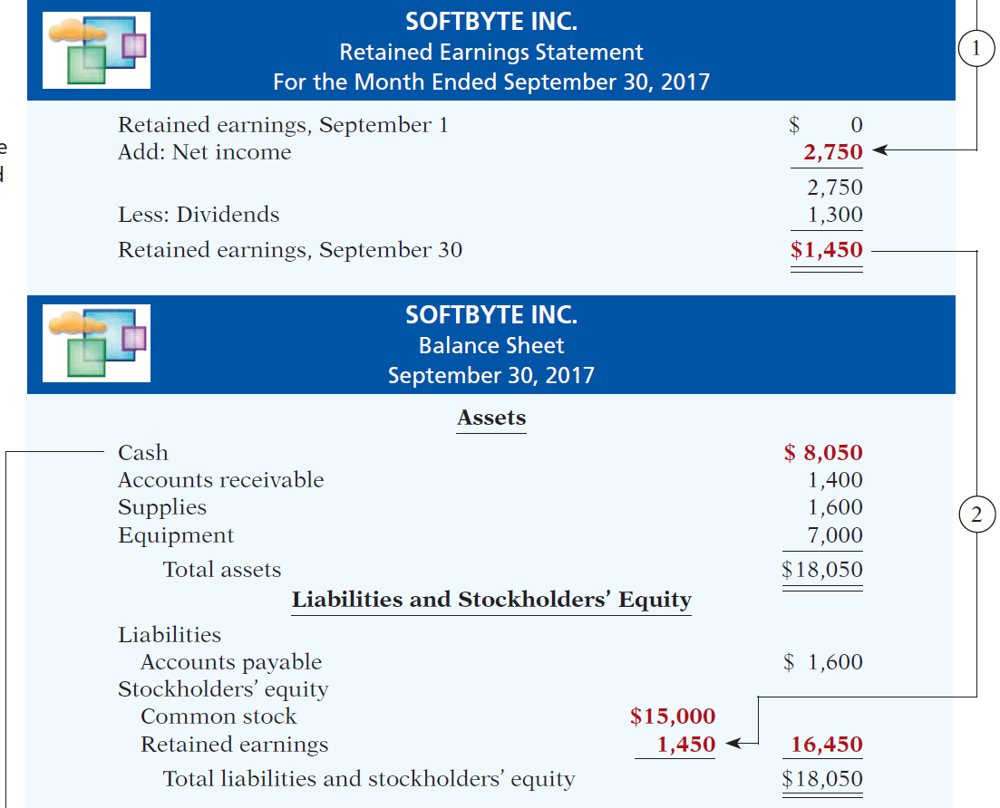 SOFTBYTE INC.
Retained Earnings Statement
For the Month Ended September 30, 2017
1
Retained earnings, September 1 $ 0
Add: Net income 2,750
2,750
Less: Dividends 1,300
Retained earnings, September 30 $1,450
SOFTBYTE INC.
Balance Sheet
September 30, 2017
Assets
Cash $ 8,050
Accounts receivable 1,400
Supplies 1,600
2
Equipment 7,000
Total assets $18,050
Liabilities and Stockholders’ Equity
Liabilities
Accounts payable $ 1,600
Stockholders’ equity
Common stock $15,000
Retained earnings 1,450 16,450
Total liabilities and stockholders’ equity $18,050